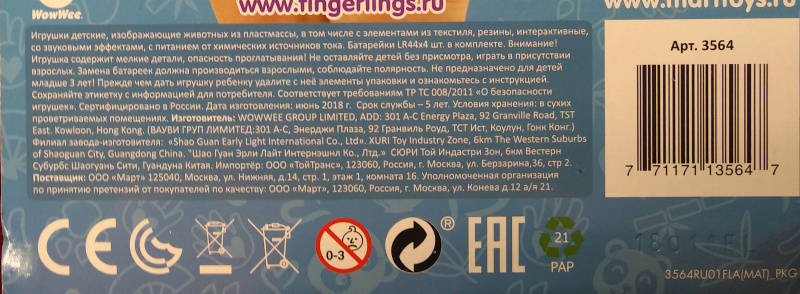 WowWee
www.fingerlings.ru
Игрушки детские, изображающие животных из пластмассы, в том числе с элементами из текстиля, резины, интерактивные,
со звуковыми эффектами, с питанием от химических источников тока. Батарейки LR44x4 шт. в комплекте. Внимание!
Игрушка содержит мелкие детали, опасность проглатывания! Не оставляйте детей без присмотра, играть в присутствии
взрослых. Замена батареек должна производиться взрослыми, соблюдайте полярность. Не предназначено для детей
младше 3 лет! Прежде чем дать игрушку ребенку удалите с неё элементы упаковки и ознакомьтесь с инструкцией.
Сохраняйте этикетку с информацией для потребителя. Соответствует требованиям ТР ТС 008/2011 «О безопасности
игрушек». Сертифицировано в России. Дата изготовления: июнь 2018 г. Срок службы – 5 лет. Условия хранения: в сухих
проветриваемых помещениях. Изготовитель: WOWWEE GROUP LIMITED, ADD: 301 A-C Energy Plaza, 92 Granville Road, TST
East. Kowloon, Hong Kong. (ВАУВИ ГРУП ЛИМИТЕД:301 А-С, Энерджи Плаза, 92 Гранвиль Роуд, ТСТ Ист, Коулун, Гонк Конг.)
Филиал завода-изготовителя: «Shao Guan Early Light International Co., Ltd». XURI Toy Industry Zone, 6km The Western Suburbs
of Shaoguan City, Guangdong China. "Шао Гуан Эрли Лайт Интернэшнл Ко., Лтд.» СЮРИ Той Индастри Зон, 6км Вестерн
Субурбс Шаогуань Сити, Гуандуна Китая. Импортёр: ООО «ТойТранс», 123060, Россия, г. Москва, ул. Берзарина,36, стр 2.
Поставщик: ООО «Март» 125040, Москва, ул. Нижняя, д.14, стр. 1, этаж 1, комната 16. Уполномоченная организация
по принятию претензий от покупателей по качеству: ООО «Март», 123060, Россия, г. Москва, ул. Конева д.12 а/я 21.
Арт. 3564
7 71171 13564 7
CE
0-3
®
EAC
21
PAP
3564RU01FLA(MAT)_PKG